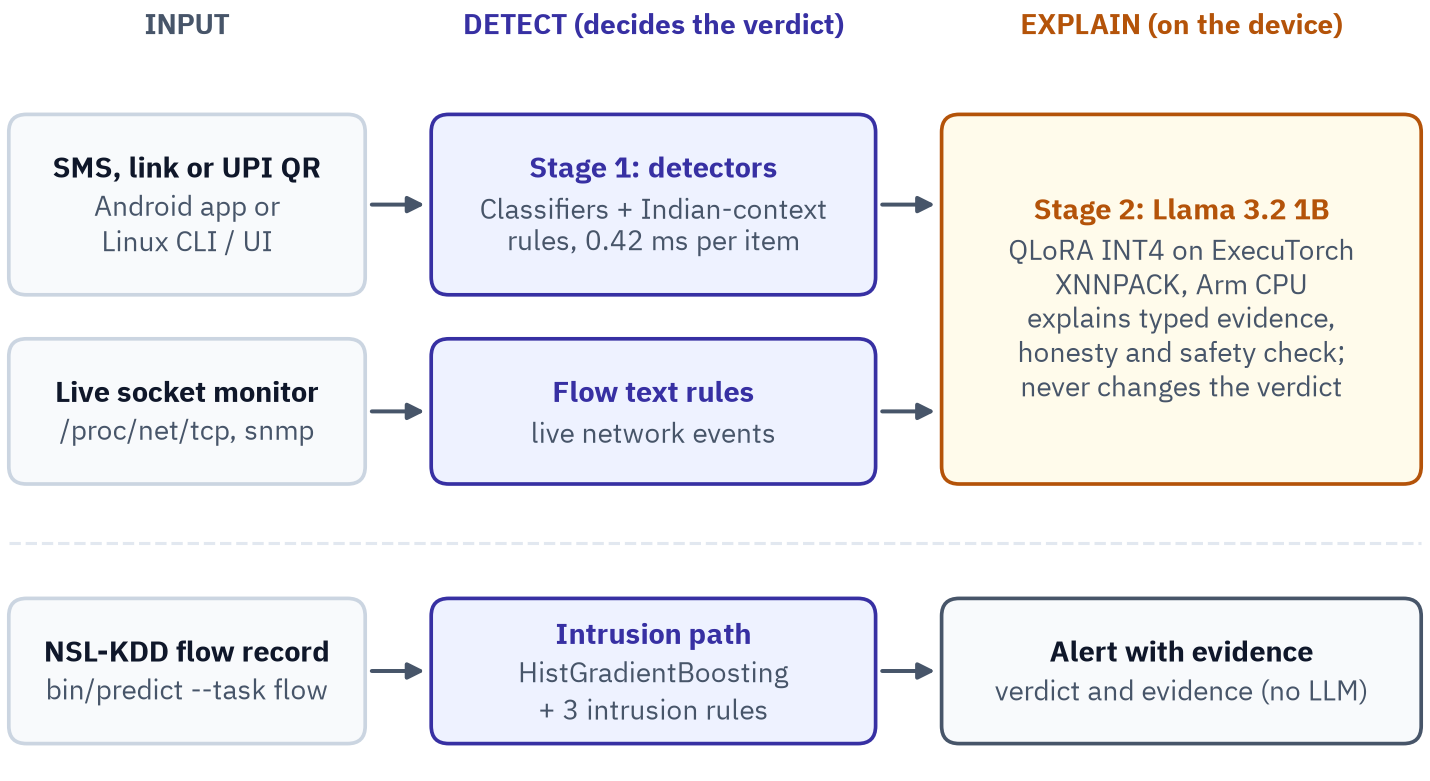 INPUT
DETECT (decides the verdict)
EXPLAIN (on the device)
SMS, link or UPI QR
Android app or
Linux CLI / UI
Stage 1: detectors
Classifiers + Indian-context
rules, 0.42 ms per item
Stage 2: Llama 3.2 1B
QLoRA INT4 on ExecuTorch
XNNPACK, Arm CPU
explains typed evidence,
honesty and safety check;
never changes the verdict
Live socket monitor
/proc/net/tcp, snmp
Flow text rules
live network events
NSL-KDD flow record
bin/predict --task flow
Intrusion path
HistGradientBoosting
+ 3 intrusion rules
Alert with evidence
verdict and evidence (no LLM)